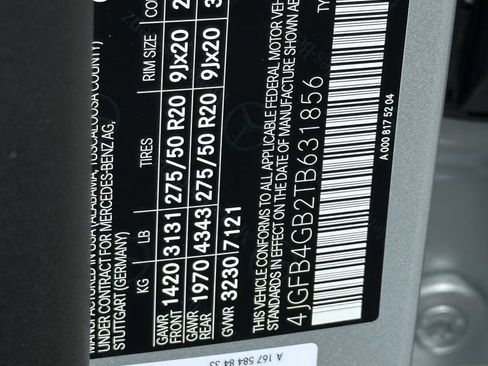 MANUFACTURED IN USA (ALABAMA, TUSCALOOSA COUNTY)
UNDER CONTRACT FOR MERCEDES-BENZ AG,
STUTTGART (GERMANY)
KG LB TIRES RIM SIZE
GAWR FRONT 1420 3131 275/50 R20 9Jx20
GAWR REAR 1970 4343 275/50 R20 9Jx20
GVWR 3230 7121
THIS VEHICLE CONFORMS TO ALL APPLICABLE FEDERAL MOTOR
STANDARDS IN EFFECT ON THE DATE OF MANUFACTURE SHOWN
4JGFB4GB2TB631856
A 000 817 52 04
A 167 584 84 33